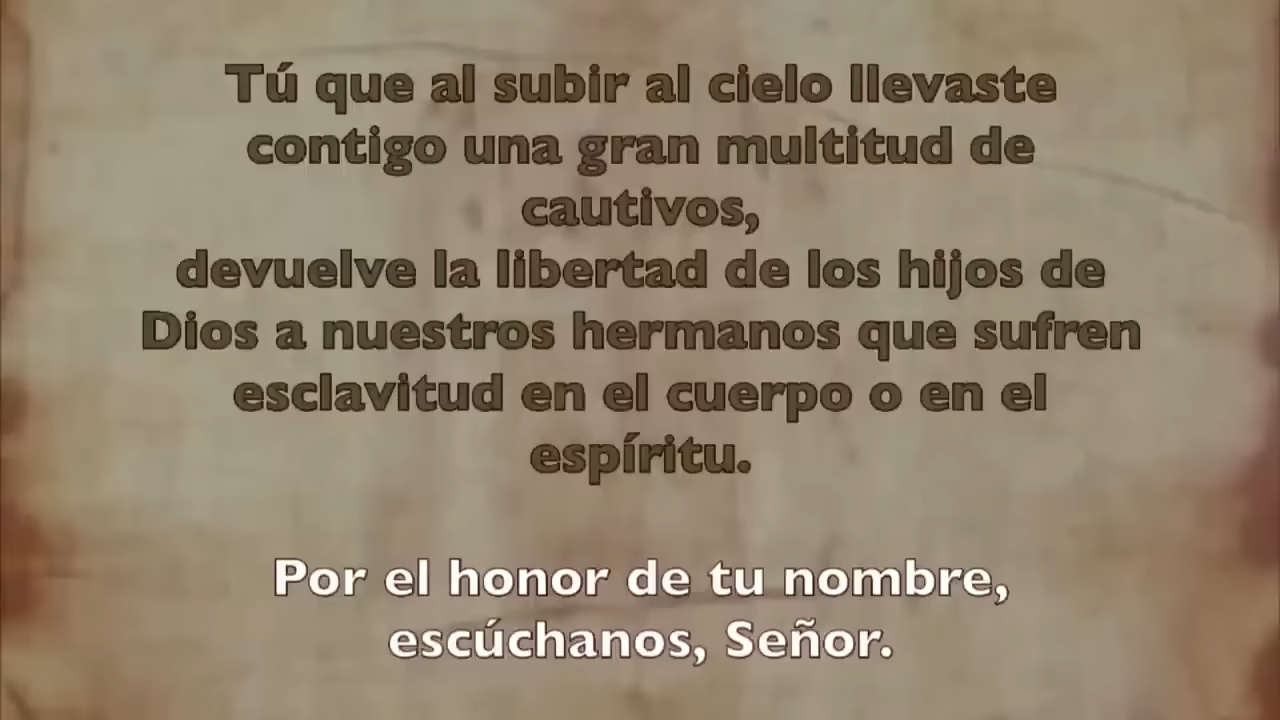 Tú que al subir al cielo llevaste
contigo una gran multitud de
cautivos,
devuelve la libertad de los hijos de
Dios a nuestros hermanos que sufren
esclavitud en el cuerpo o en el
espíritu.
Por el honor de tu nombre,
escúchanos, Señor.